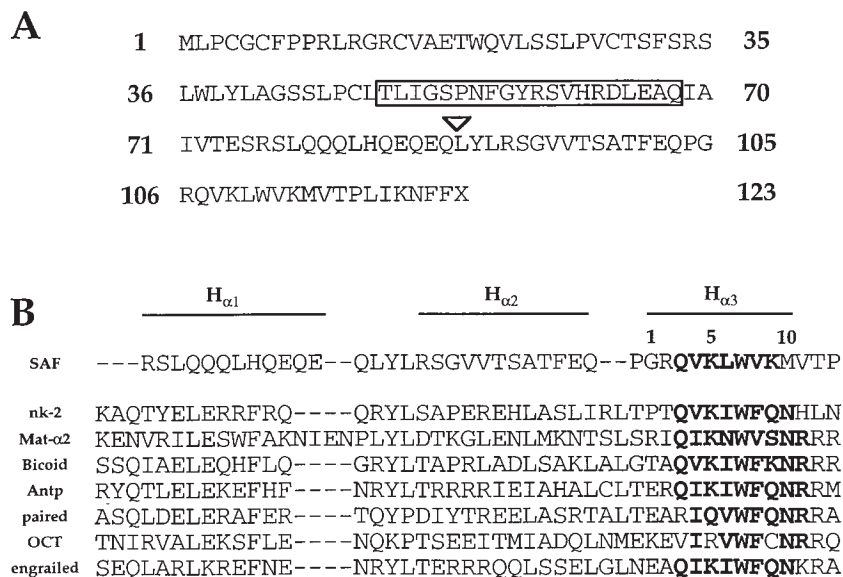 A
1 MLPCGCFPPRLRGRCVAETWQVLSSLPVCTSFSRS 35
36 LWLYLAGSSLPCLTLIGSPNFGYRSVHRDLEAQIA 70
71 IVTESRSLQQQLHQEQEQLYLRSGVVTSATFEQPG 105
106 RQVKLWVKMVTPLIKNFFX 123
B
Hα1 Hα2 Hα3
1 5 10
SAF ---RSLQQQLHQEQE--QLYLRSGVVTSATFEQ--PGRQVKLWVKMVTP
nk-2 KAQTYELERRFRQ----QRYLSAPEREHLASLIRLTPTQVKIWFQNHLN
Mat-α2 KENVRILESWFAKNIENPLYLDTKGLENLMKNTSLSRIQIKNWVSNRRR
Bicoid SSQIAELEQHFLQ----GRYLTAPRLADLSAKLALGTAQVKIWFKNRRR
Antp RYQTLELEKEFHF----NRYLTRRRRIEIAHALCLTERQIKIWFQNRRM
paired ASQLDELERAFER----TQYPDIYTREELASRTALTEARIQVWFQNRRA
OCT TNIRVALEKSFLE----NQKPTSEEITMIADQLNMEKEVIRVWFCNRRQ
engrailed SEQLARLKREFNE----NRYLTERRRQQLSSELGLNEAQIKIWFQNKRA